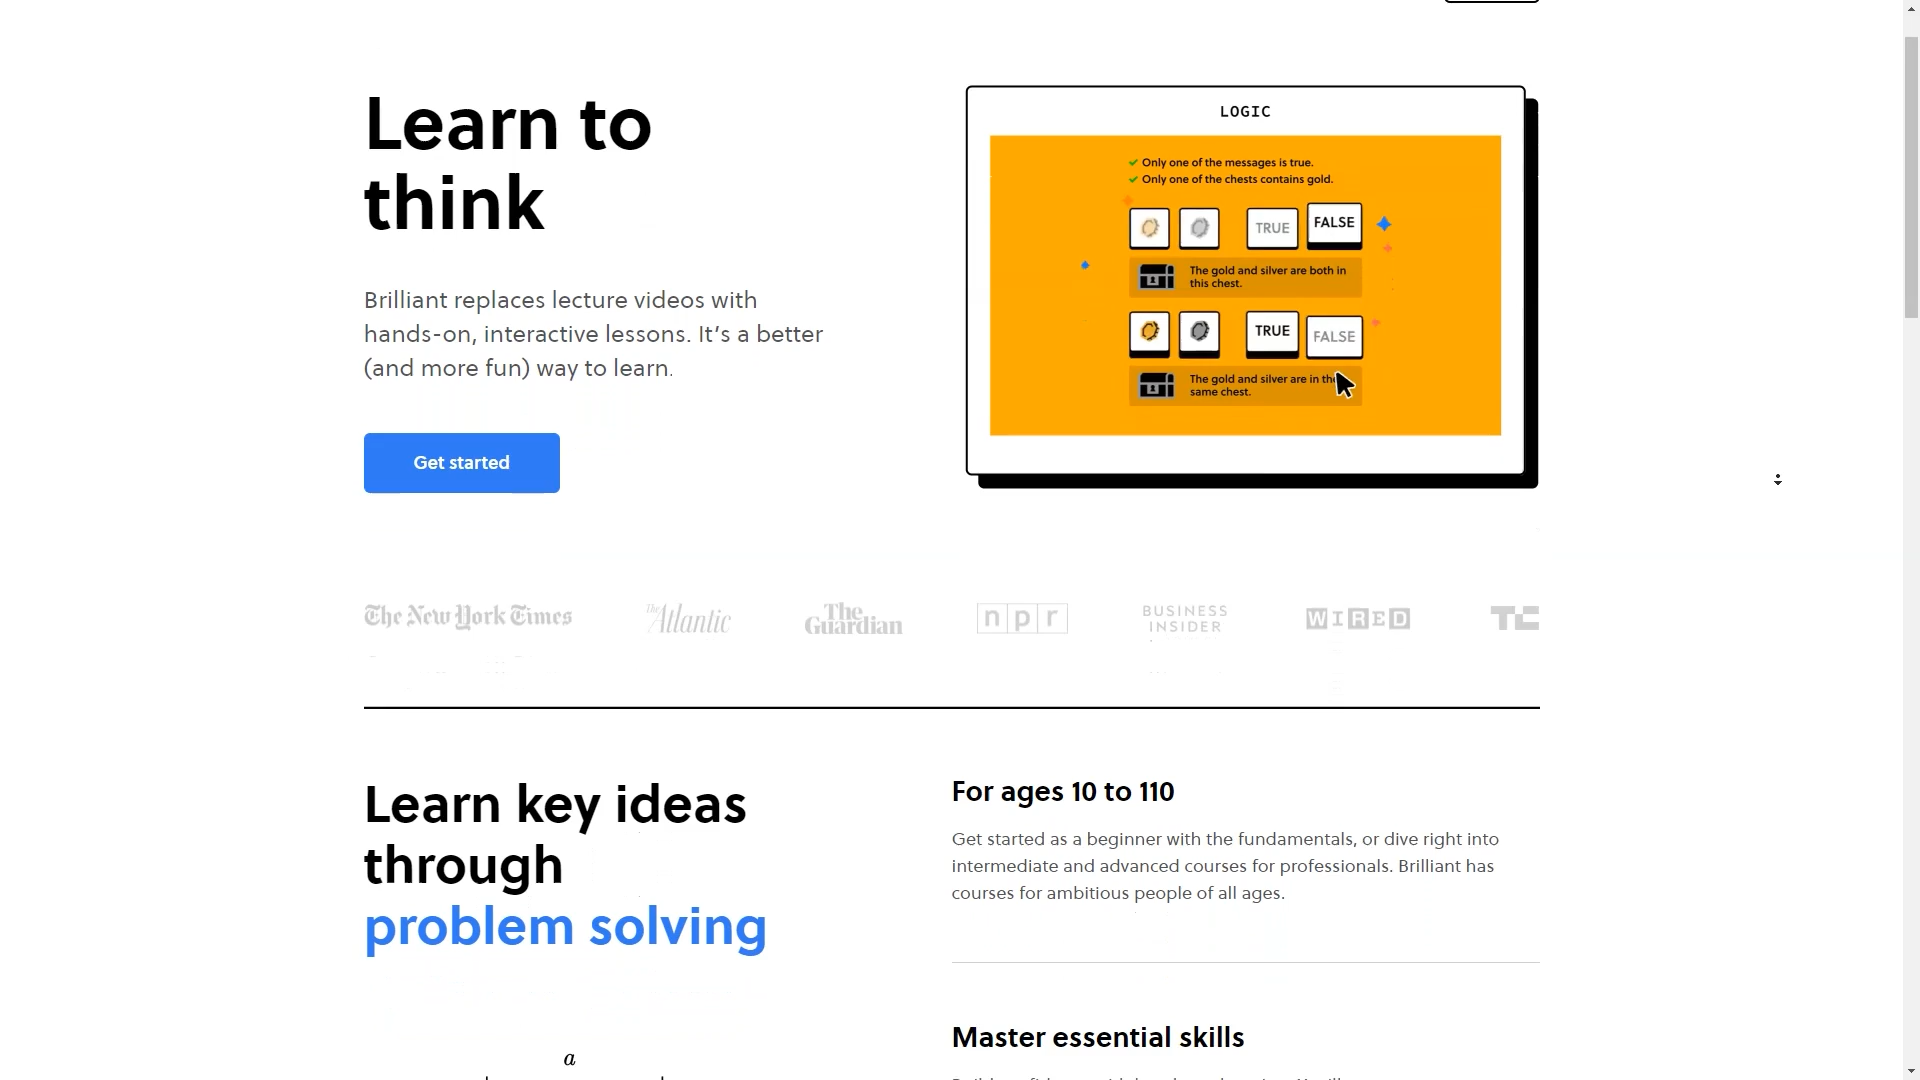 Learn to
think
Brilliant replaces lecture videos with
hands-on, interactive lessons. It’s a better
(and more fun) way to learn.
Get started
LOGIC
Only one of the messages is true.
Only one of the chests contains gold.
TRUE FALSE
The gold and silver are both in
this chest.
TRUE FALSE
The gold and silver are in
same chest.
The New York Times The Atlantic The Guardian npr BUSINESS INSIDER WIRED TC
Learn key ideas
through
problem solving
a
For ages 10 to 110
Get started as a beginner with the fundamentals, or dive right into
intermediate and advanced courses for professionals. Brilliant has
courses for ambitious people of all ages.
Master essential skills